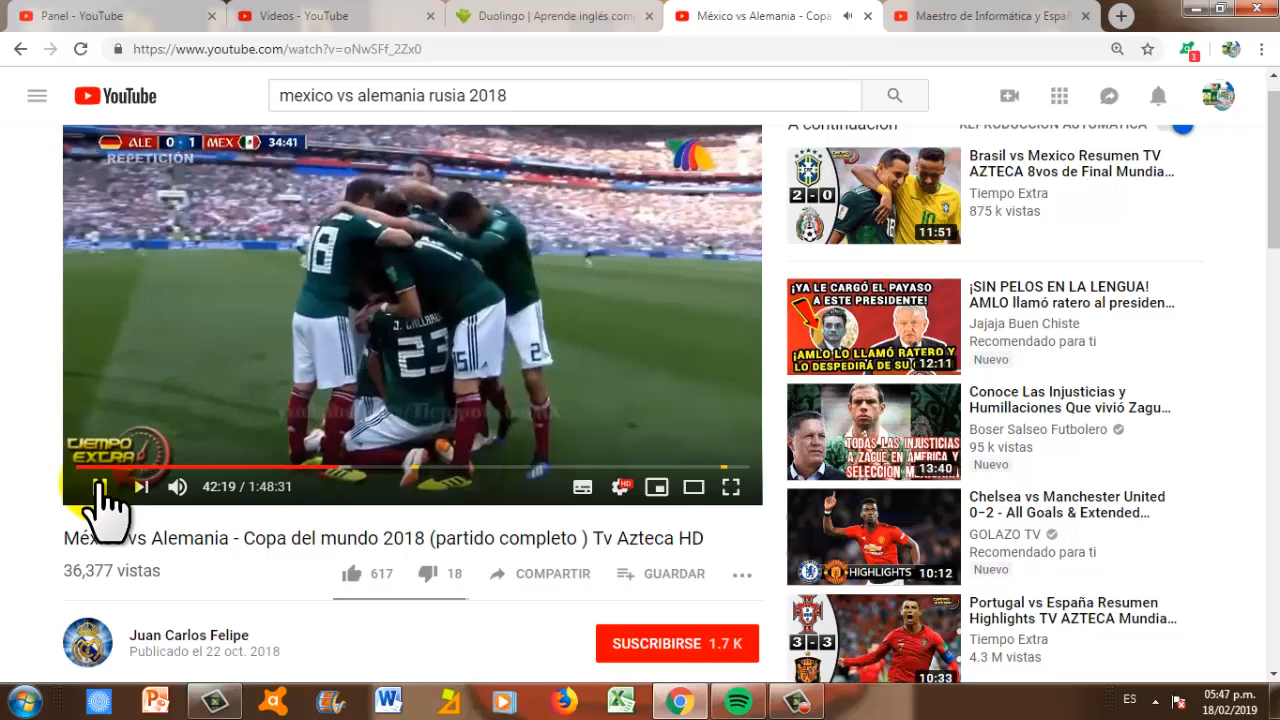 Panel - YouTube
Videos - YouTube
Duolingo | Aprende inglés com
México vs Alemania - Copa
Maestro de Informática y Españ
https://www.youtube.com/watch?v=oNwSFf_2Zx0
1
YouTube
mexico vs alemania rusia 2018
ALE 0 1 MEX 34:41
REPETICIÓN
18
J. GALLARDO
23
15
2
TIEMPO
EXTRA
42:19 / 1:48:31
HD
México vs Alemania - Copa del mundo 2018 (partido completo ) Tv Azteca HD
36,377 vistas
617
18
COMPARTIR
GUARDAR
Juan Carlos Felipe
Publicado el 22 oct. 2018
SUSCRIBIRSE 1.7 K
A continuación
REPRODUCCIÓN AUTOMÁTICA
2-0
18
10
11:51
Brasil vs Mexico Resumen TV
AZTECA 8vos de Final Mundia...
Tiempo Extra
875 k vistas
¡YA LE CARGÓ EL PAYASO
A ESTE PRESIDENTE!
¡AMLO LO LLAMÓ RATERO Y
LO DESPEDIRÁ DE SU
12:11
¡SIN PELOS EN LA LENGUA!
AMLO llamó ratero al presiden...
Jajaja Buen Chiste
Recomendado para ti
Nuevo
TODAS LAS INJUSTICIAS
A ZAGUE EN AMERICA Y
SELECCION
13:40
Conoce Las Injusticias y
Humillaciones Que vivió Zagu...
Boser Salseo Futbolero
95 k vistas
Nuevo
HIGHLIGHTS
10:12
Chelsea vs Manchester United
0-2 - All Goals & Extended...
GOLAZO TV
Recomendado para ti
Nuevo
3-3
10:33
Portugal vs España Resumen
Highlights TV AZTECA Mundia...
Tiempo Extra
4.3 M vistas
ES
05:47 p.m.
18/02/2019